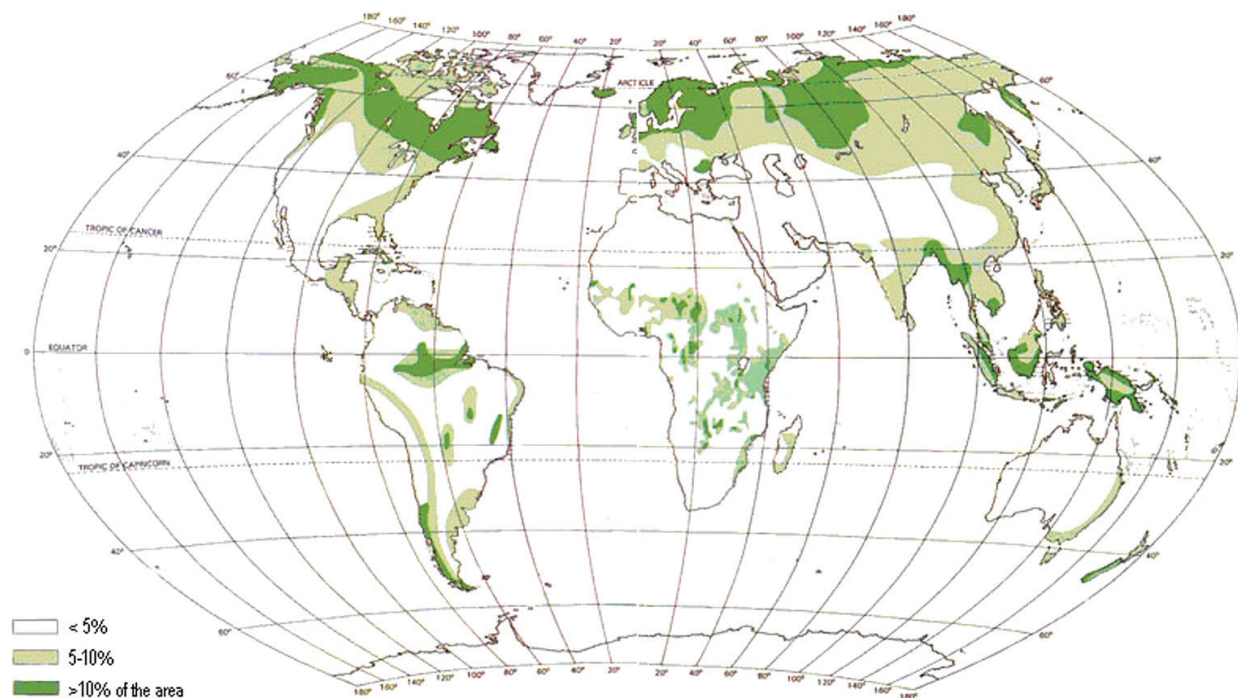 180° 160° 140° 120° 100° 80° 60° 40° 20° 20° 40° 60° 80° 100° 120° 140° 160° 180°
60° ARCTICLE 60°
40° 40°
TROPIC OF CANCER
20° 20°
0 EQUATOR 0
20° 20°
TROPIC OF CAPRICORN
40° 40°
60° 60°
180° 160° 140° 120° 100° 80° 60° 40° 20° 20° 40° 60° 80° 100° 120° 140° 160° 180°
< 5%
5-10%
>10% of the area